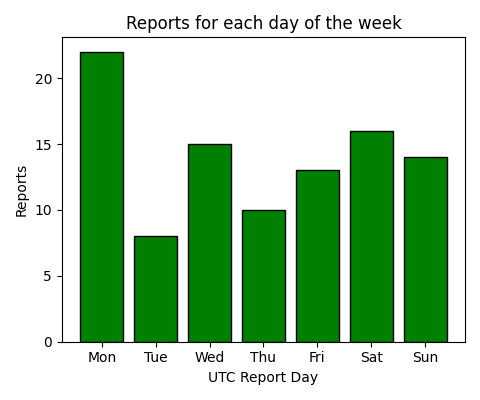 Reports for each day of the week
Reports
20
15
10
5
0
Mon Tue Wed Thu Fri Sat Sun
UTC Report Day